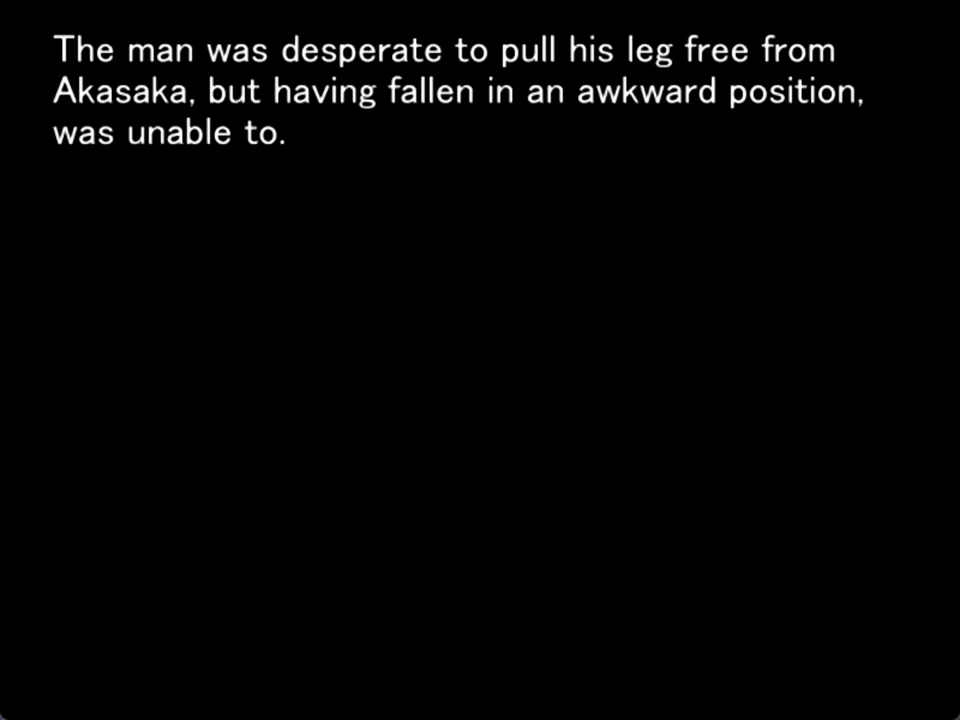 The man was desperate to pull his leg free from
Akasaka, but having fallen in an awkward position,
was unable to.